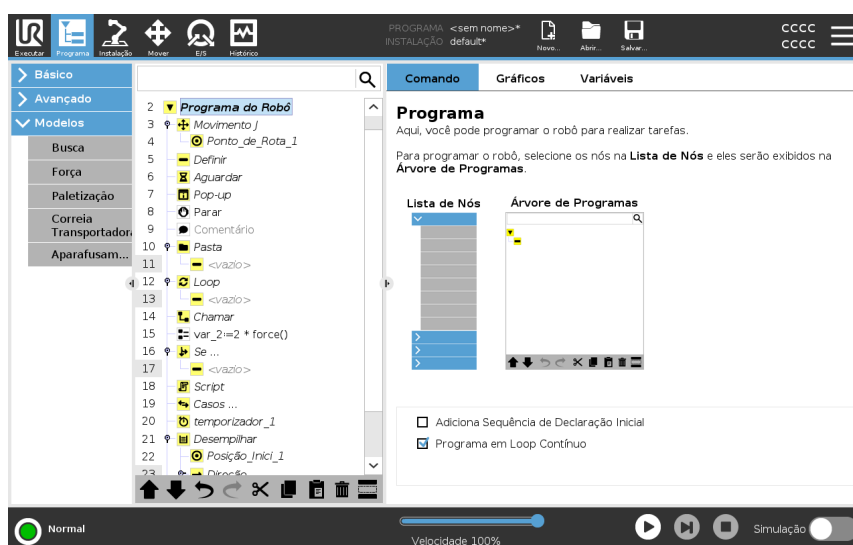 UR
Executar
Programa
Instalação
Mover
E/S
Histórico
PROGRAMA <sem nome>*
INSTALAÇÃO default*
Novo...
Abrir...
Salvar...
CCCC
CCCC
Básico
Avançado
Modelos
Busca
Força
Paletização
Correia
Transportador
Aparafusam...
2 Programa do Robô
3 Movimento J
4 Ponto_de_Rota_1
5 Definir
6 Aguardar
7 Pop-up
8 Parar
9 Comentário
10 Pasta
11 <vazio>
12 Loop
13 <vazio>
14 Chamar
15 var_2:=2 * force()
16 Se ...
17 <vazio>
18 Script
19 Casos ...
20 temporizador_1
21 Desempilhar
22 Posição_Inici_1
23 Direção
Comando
Gráficos
Variáveis
Programa
Aqui, você pode programar o robô para realizar tarefas.
Para programar o robô, selecione os nós na Lista de Nós e eles serão exibidos na
Árvore de Programas.
Lista de Nós
Árvore de Programas
Adiciona Sequência de Declaração Inicial
Programa em Loop Contínuo
Normal
Velocidade 100%
Simulação